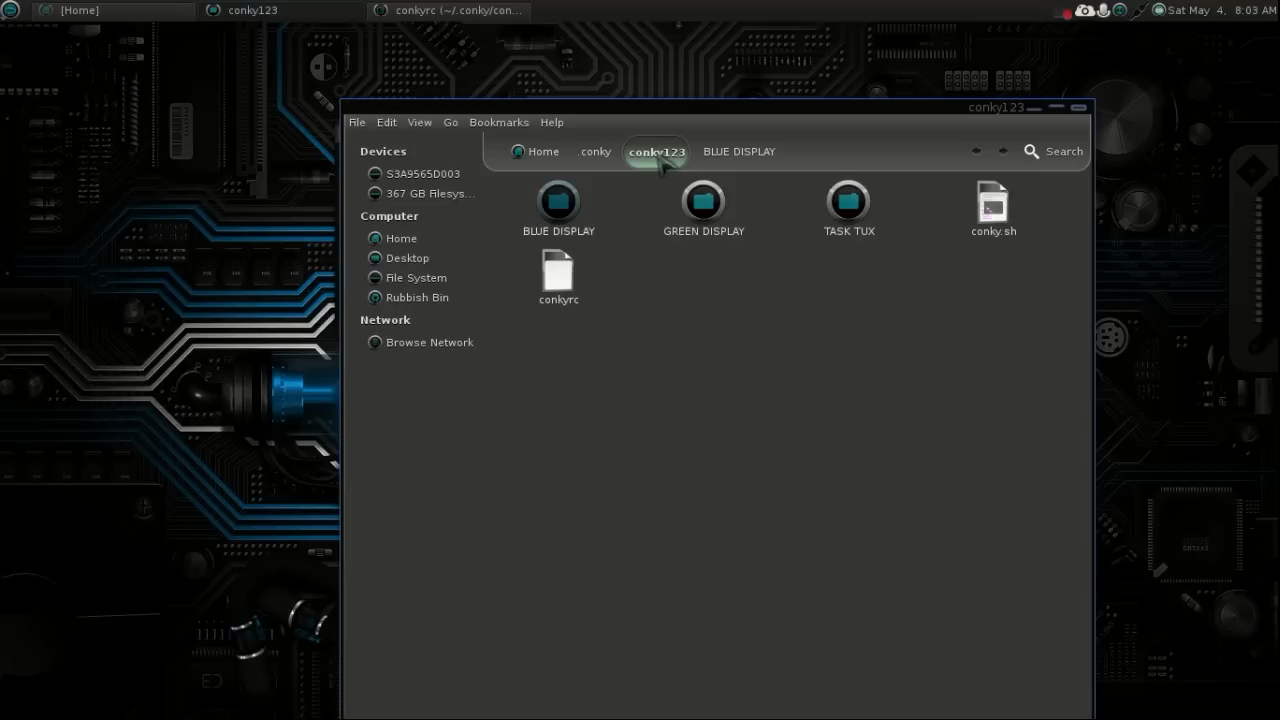 [Home]
conky123
conkyrc (~/.conky/con...
Sat May 4, 8:03 AM
conky123
File Edit View Go Bookmarks Help
Home .conky conky123 BLUE DISPLAY Search
Devices
S3A9565D003
367 GB Filesys...
Computer
Home
Desktop
File System
Rubbish Bin
Network
Browse Network
BLUE DISPLAY
GREEN DISPLAY
TASK TUX
conky.sh
conkyrc